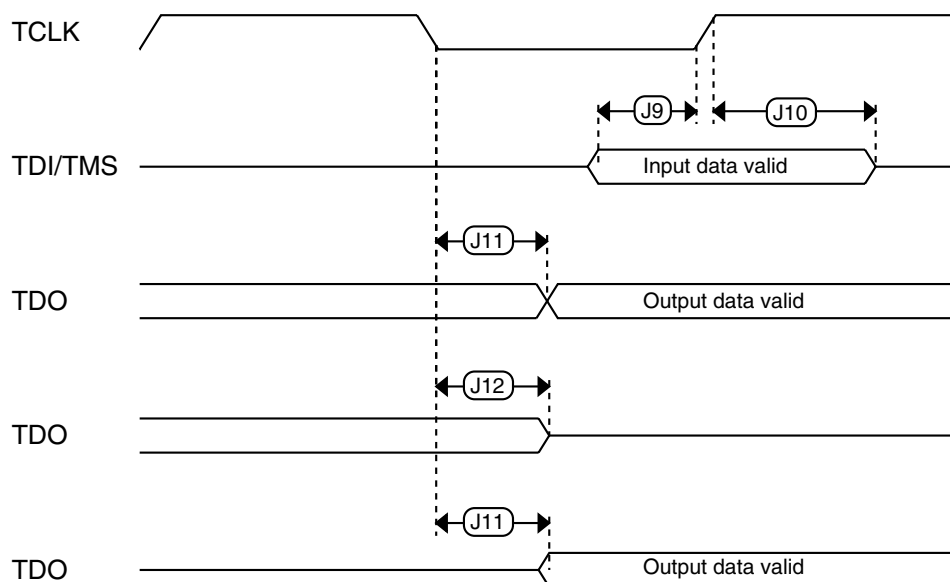 TCLK
J9
J10
TDI/TMS
Input data valid
J11
TDO
Output data valid
J12
TDO
J11
TDO
Output data valid